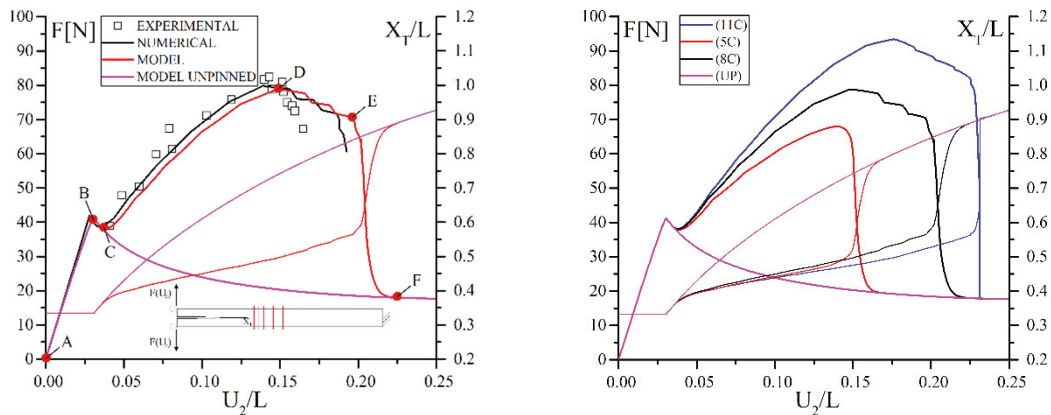 F[N]
X_T/L
EXPERIMENTAL
NUMERICAL
MODEL
MODEL UNPINNED
100
90
80
70
60
50
40
30
20
10
0
1.2
1.1
1.0
0.9
0.8
0.7
0.6
0.5
0.4
0.3
0.2
A
B
C
D
E
F
0.00 0.05 0.10 0.15 0.20 0.25
U₂/L
F[N]
X_T/L
(11C)
(5C)
(8C)
(UP)
100
90
80
70
60
50
40
30
20
10
0
1.2
1.1
1.0
0.9
0.8
0.7
0.6
0.5
0.4
0.3
0.2
0.00 0.05 0.10 0.15 0.20 0.25
U₂/L